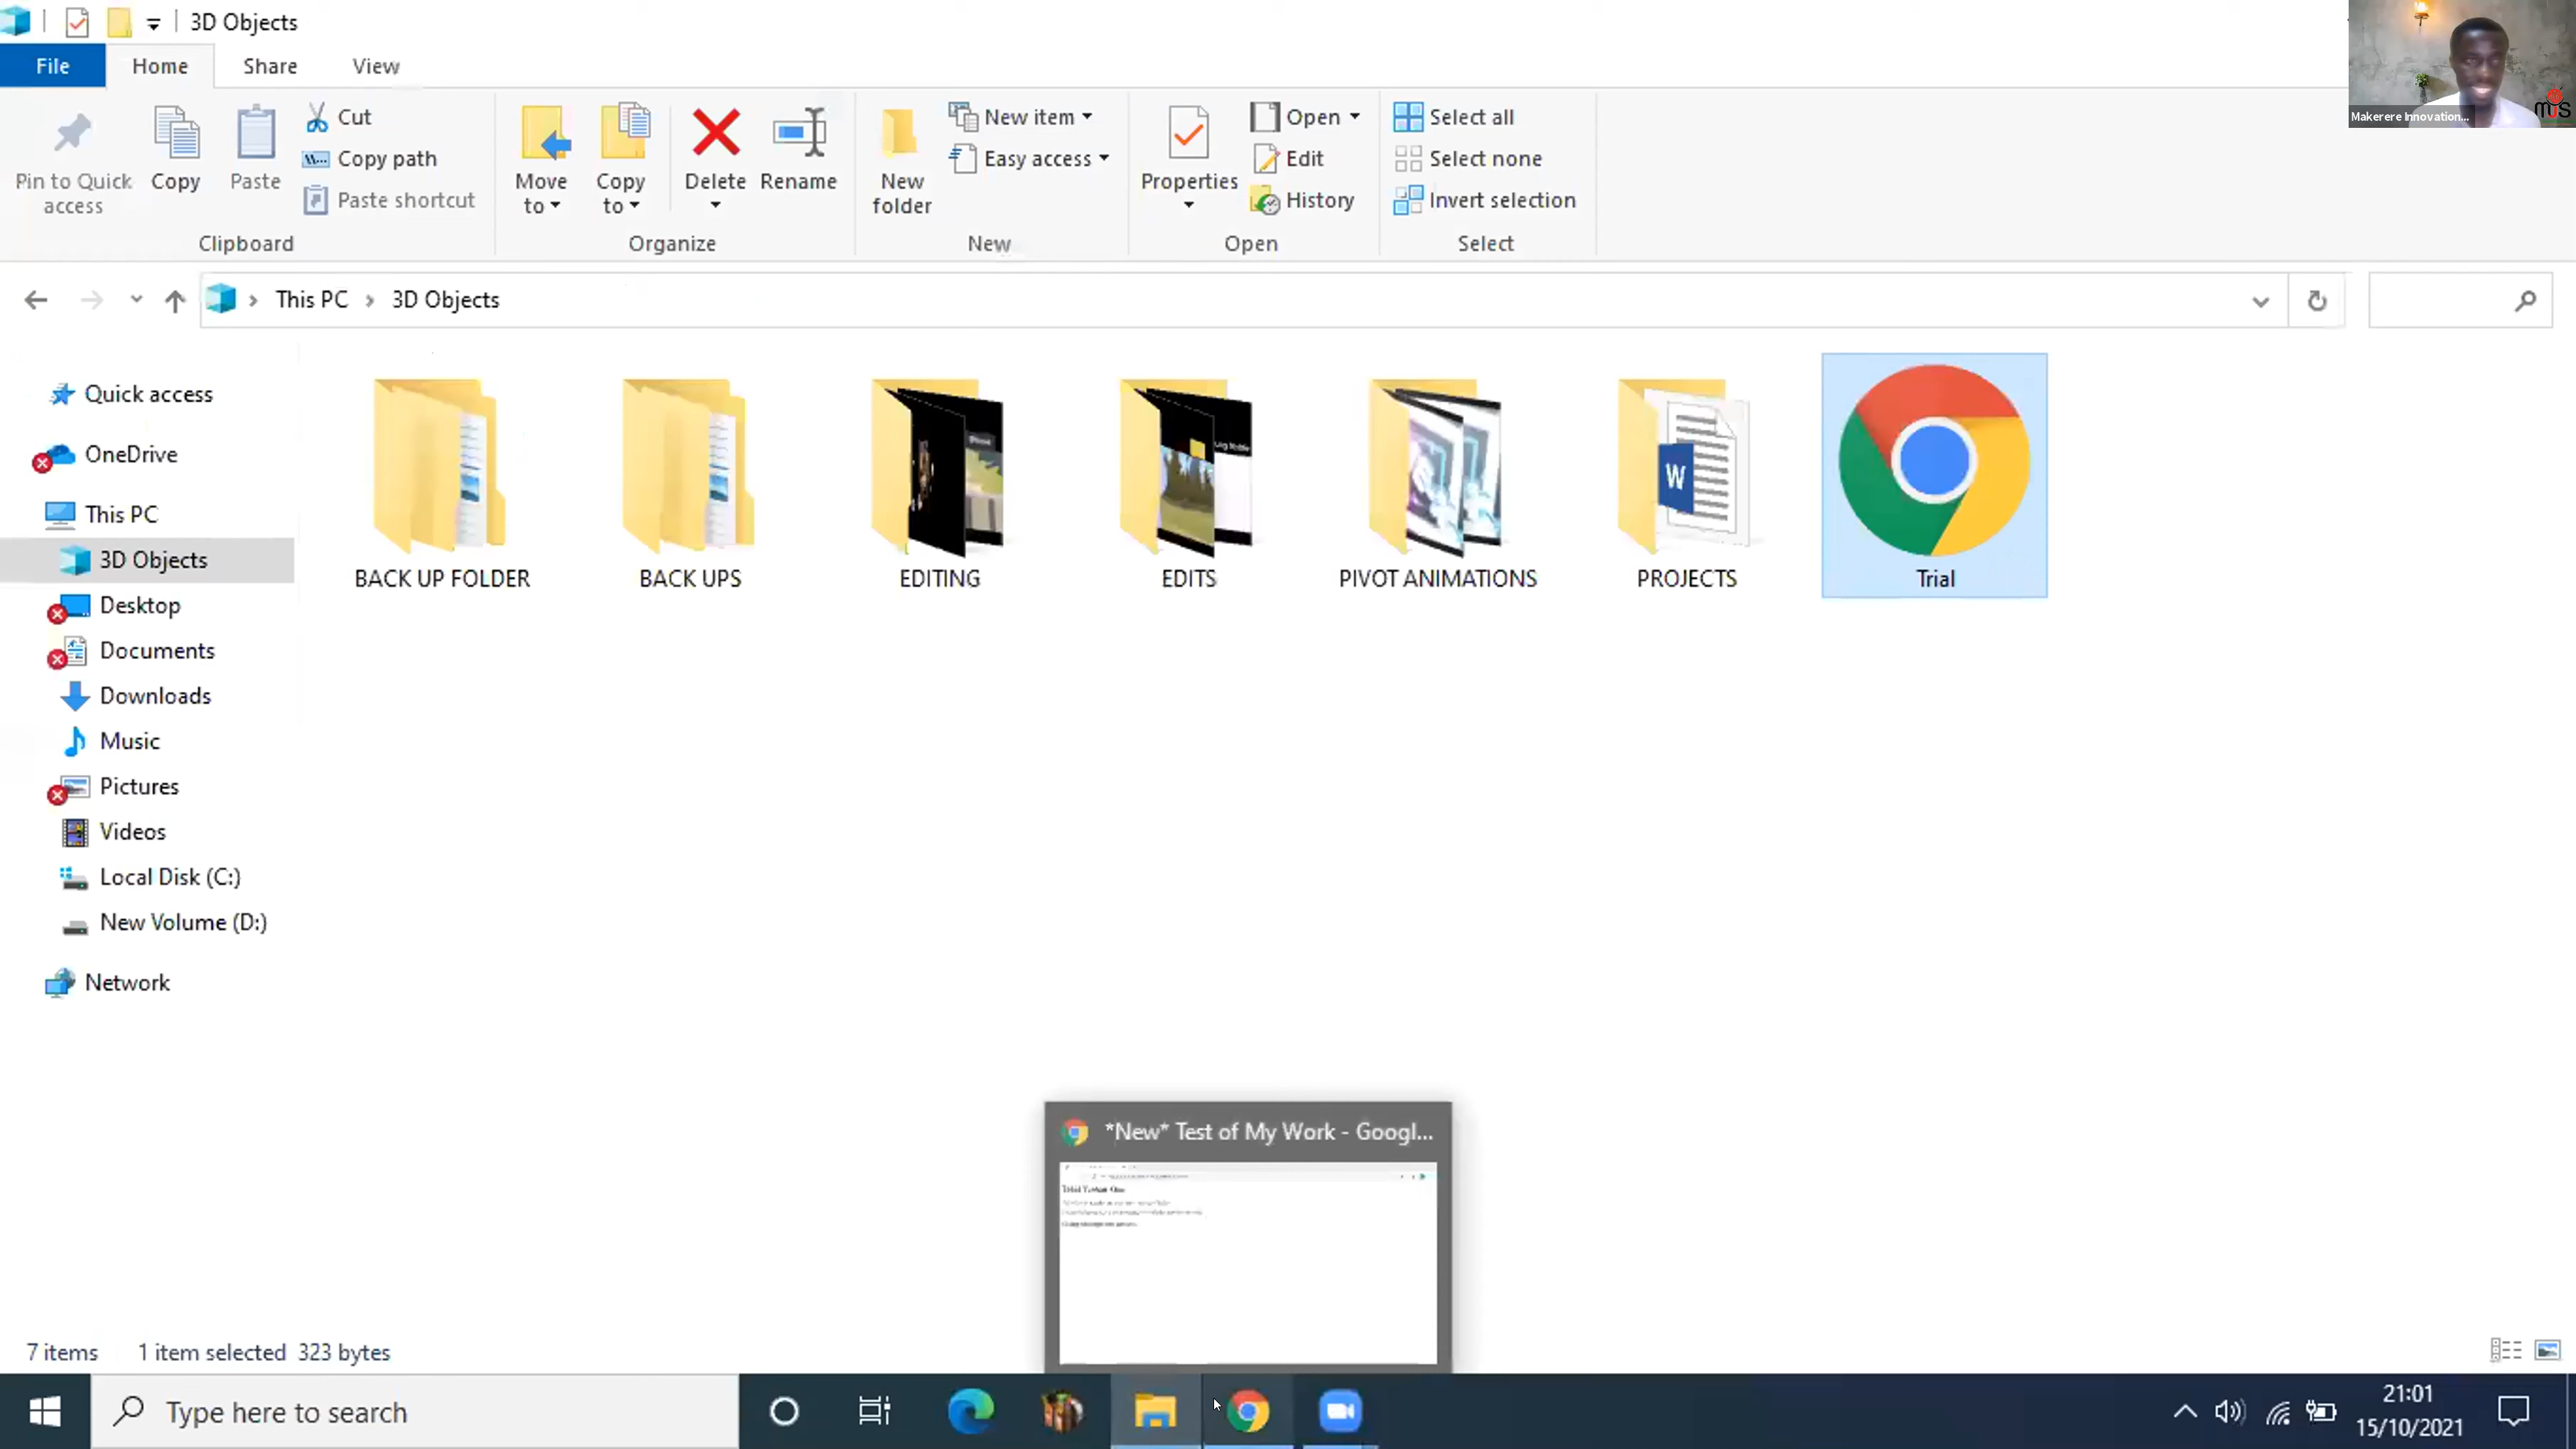 3D Objects
File Home Share View
Pin to Quick access
Copy
Paste
Cut
Copy path
Paste shortcut
Clipboard
Move to
Copy to
Delete
Rename
Organize
New folder
New item
Easy access
New
Properties
Open
Edit
History
Open
Select all
Select none
Invert selection
Select
Makerere Innovation...
This PC 3D Objects
Quick access
OneDrive
This PC
3D Objects
Desktop
Documents
Downloads
Music
Pictures
Videos
Local Disk (C:)
New Volume (D:)
Network
BACK UP FOLDER
BACK UPS
EDITING
EDITS
PIVOT ANIMATIONS
W
PROJECTS
Trial
*New* Test of My Work - Googl...
7 items 1 item selected 323 bytes
Type here to search
21:01
15/10/2021